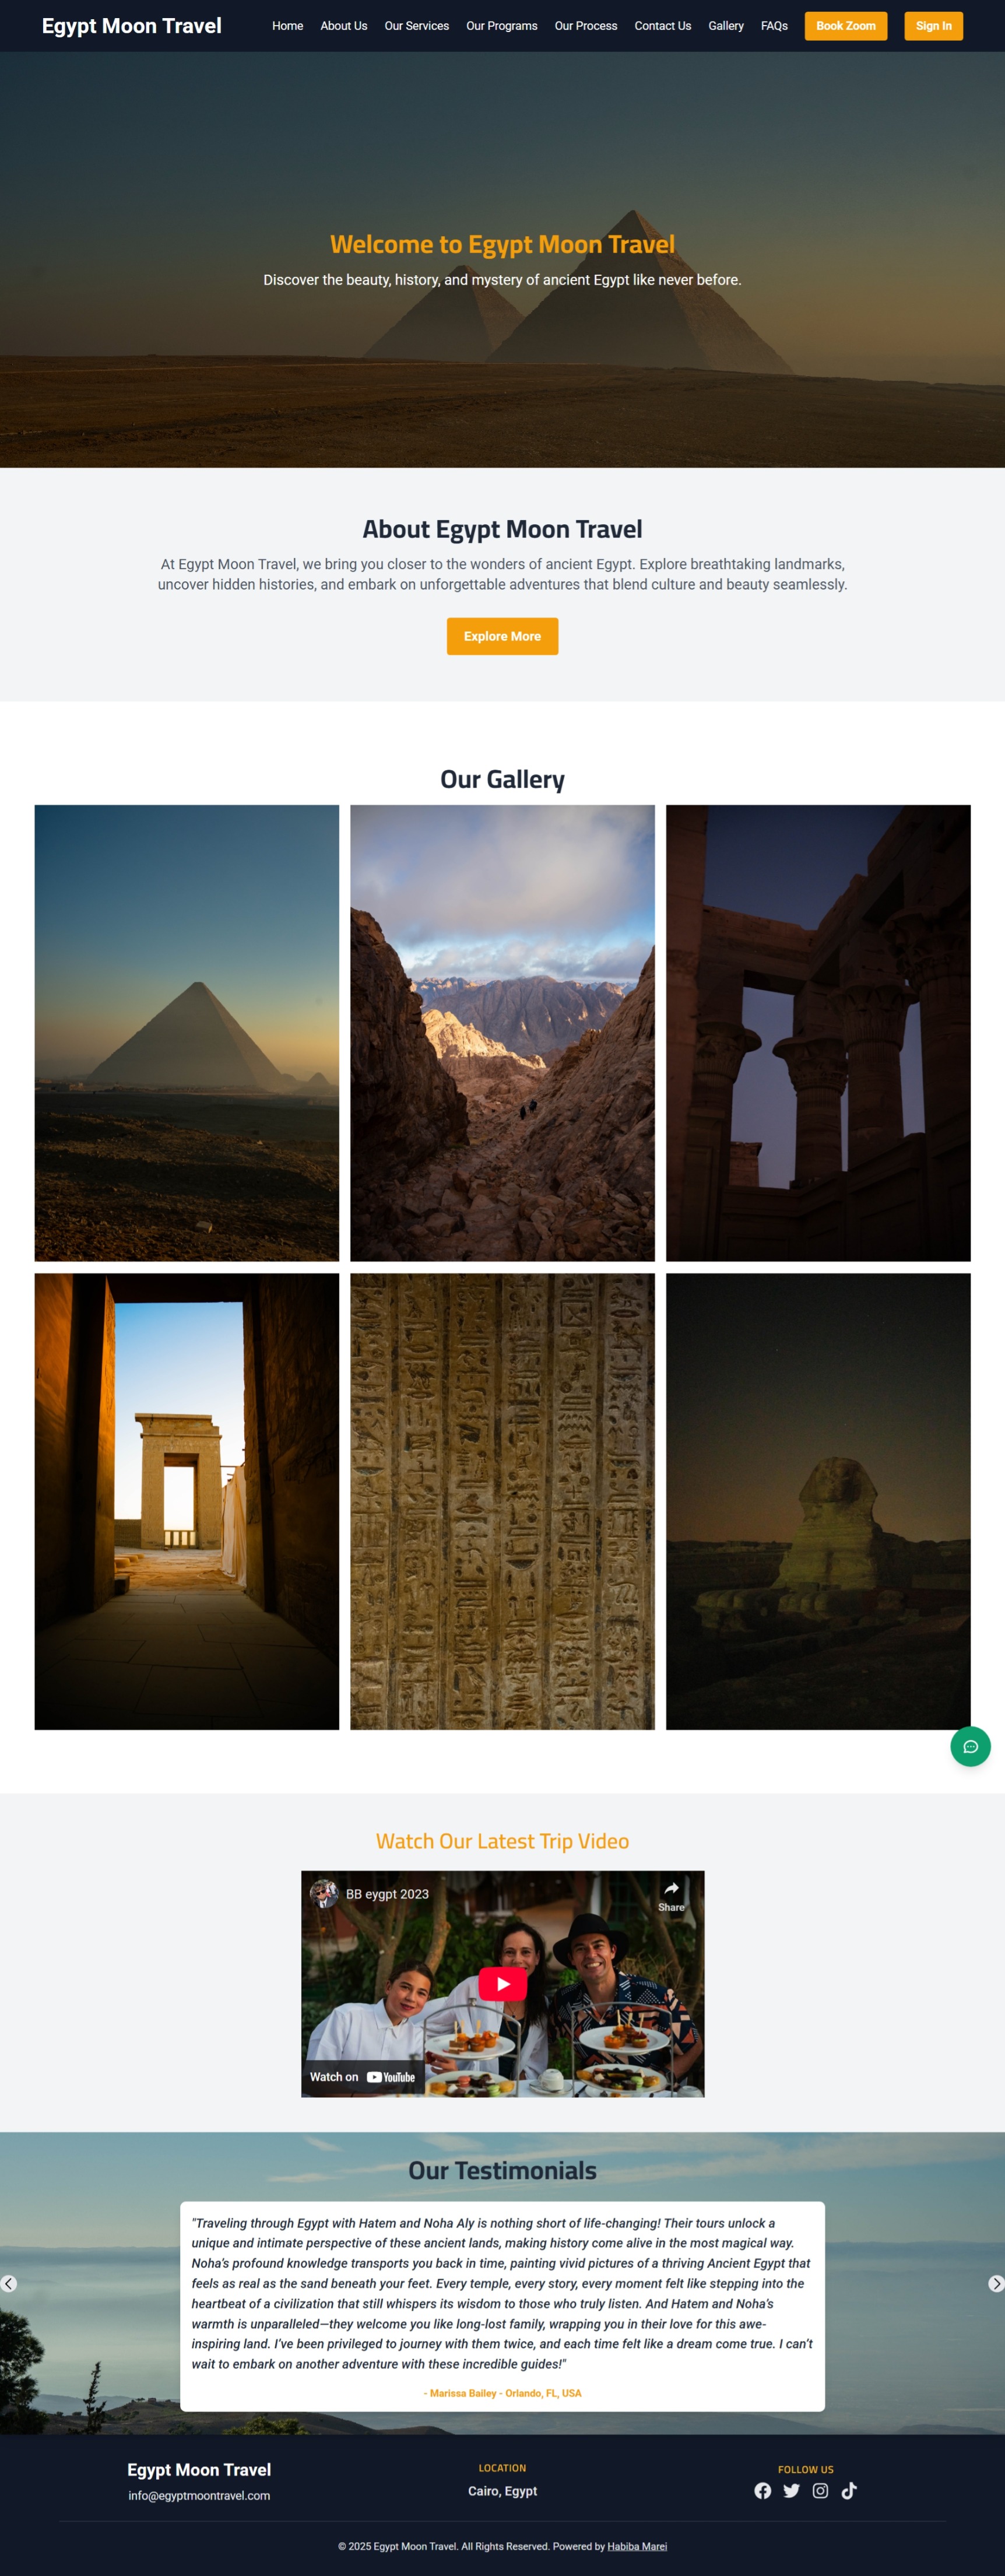 Egypt Moon Travel
Home About Us Our Services Our Programs Our Process Contact Us Gallery FAQs Book Zoom Sign In
Welcome to Egypt Moon Travel
Discover the beauty, history, and mystery of ancient Egypt like never before.
About Egypt Moon Travel
At Egypt Moon Travel, we bring you closer to the wonders of ancient Egypt. Explore breathtaking landmarks,
uncover hidden histories, and embark on unforgettable adventures that blend culture and beauty seamlessly.
Explore More
Our Gallery
Watch Our Latest Trip Video
BB eygpt 2023
Share
Watch on YouTube
Our Testimonials
"Traveling through Egypt with Hatem and Noha Aly is nothing short of life-changing! Their tours unlock a
unique and intimate perspective of these ancient lands, making history come alive in the most magical way.
Noha's profound knowledge transports you back in time, painting vivid pictures of a thriving Ancient Egypt that
feels as real as the sand beneath your feet. Every temple, every story, every moment felt like stepping into the
heartbeat of a civilization that still whispers its wisdom to those who truly listen. And Hatem and Noha's
warmth is unparalleled—they welcome you like long-lost family, wrapping you in their love for this awe-
inspiring land. I've been privileged to journey with them twice, and each time felt like a dream come true. I can't
wait to embark on another adventure with these incredible guides!"
- Marissa Bailey - Orlando, FL, USA
Egypt Moon Travel
info@egyptmoontravel.com
LOCATION
Cairo, Egypt
FOLLOW US
© 2025 Egypt Moon Travel. All Rights Reserved. Powered by Habiba Marei